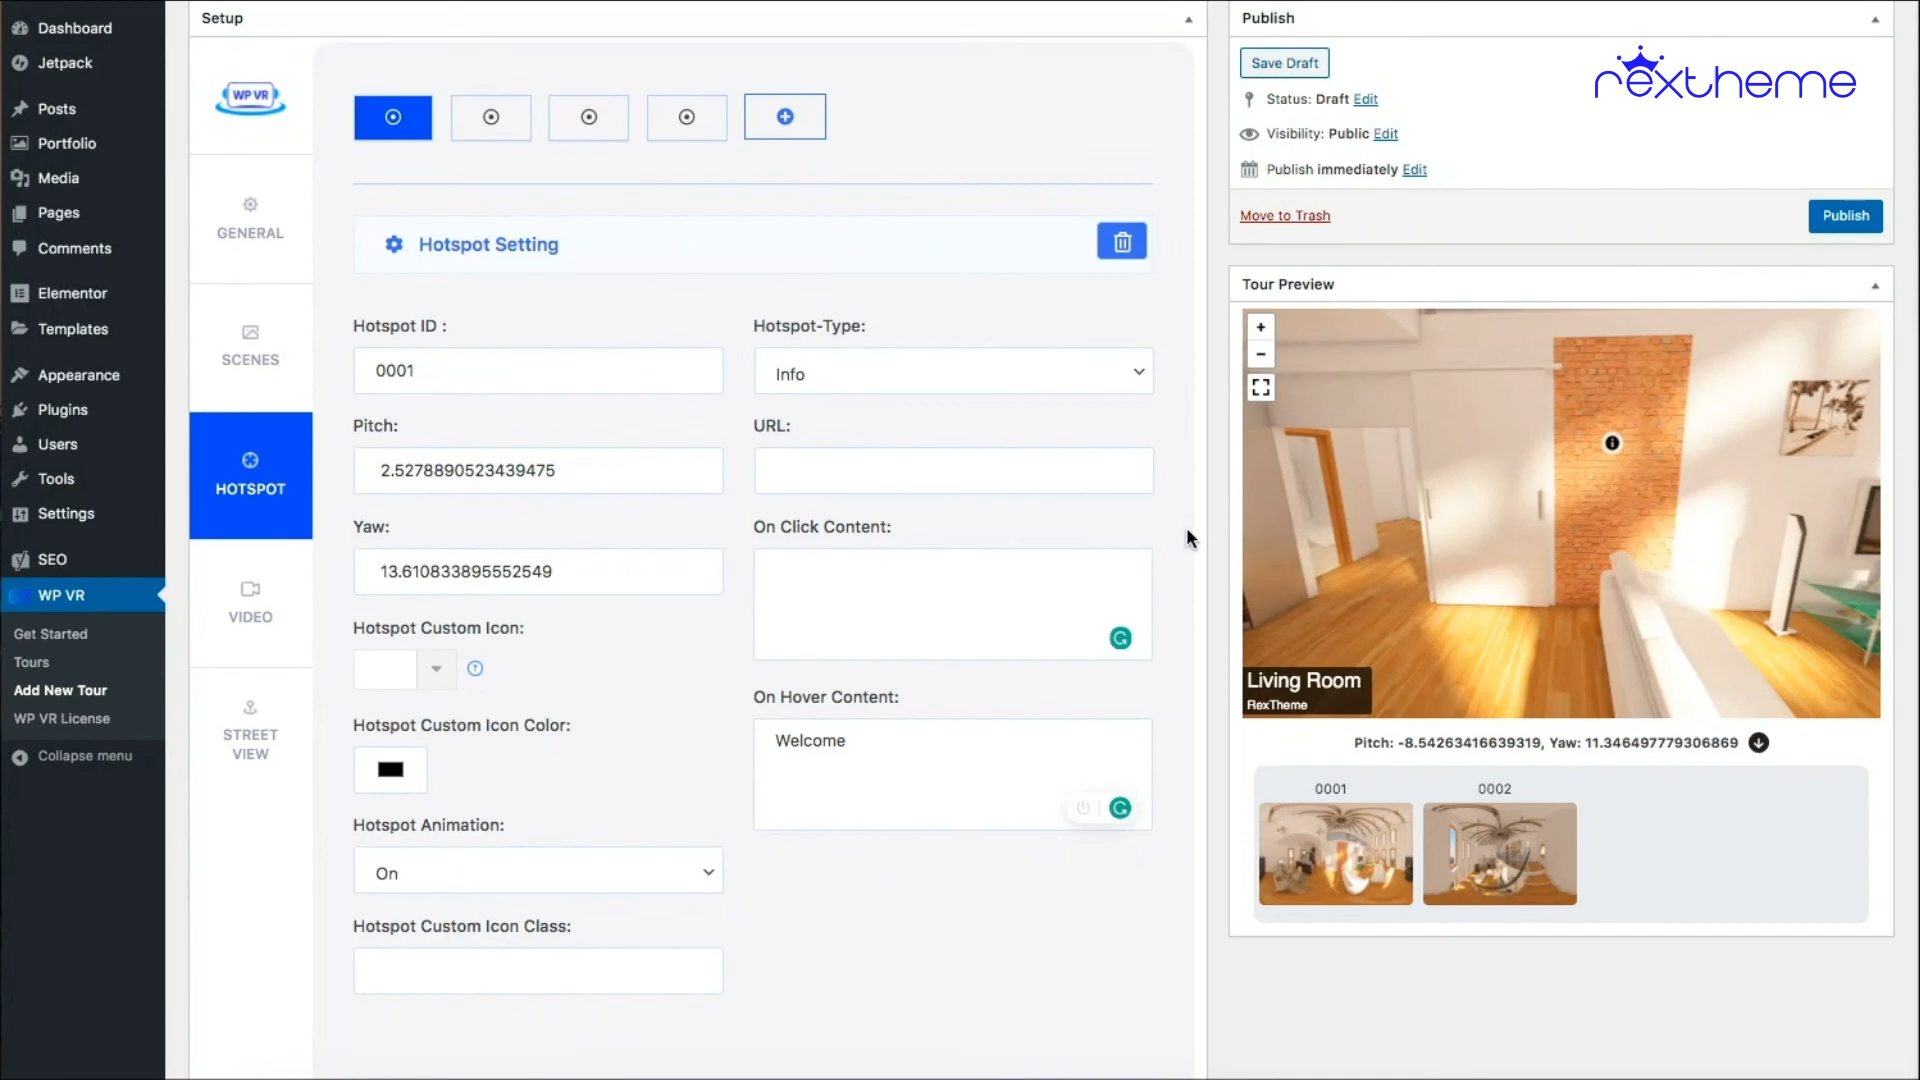 Dashboard
Jetpack
Posts
Portfolio
Media
Pages
Comments
Elementor
Templates
Appearance
Plugins
Users
Tools
Settings
SEO
WP VR
Get Started
Tours
Add New Tour
WP VR License
Collapse menu
Setup
WP VR
GENERAL
SCENES
HOTSPOT
VIDEO
STREET
VIEW
Hotspot Setting
Hotspot ID :
0001
Pitch:
2.5278890523439475
Yaw:
13.610833895552549
Hotspot Custom Icon:
Hotspot Custom Icon Color:
Hotspot Animation:
On
Hotspot Custom Icon Class:
Hotspot-Type:
Info
URL:
On Click Content:
On Hover Content:
Welcome
Publish
Save Draft
rextheme
Status: Draft Edit
Visibility: Public Edit
Publish immediately Edit
Move to Trash
Publish
Tour Preview
+
−
Living Room
RexTheme
Pitch: -8.54263416639319, Yaw: 11.346497779306869
0001
0002